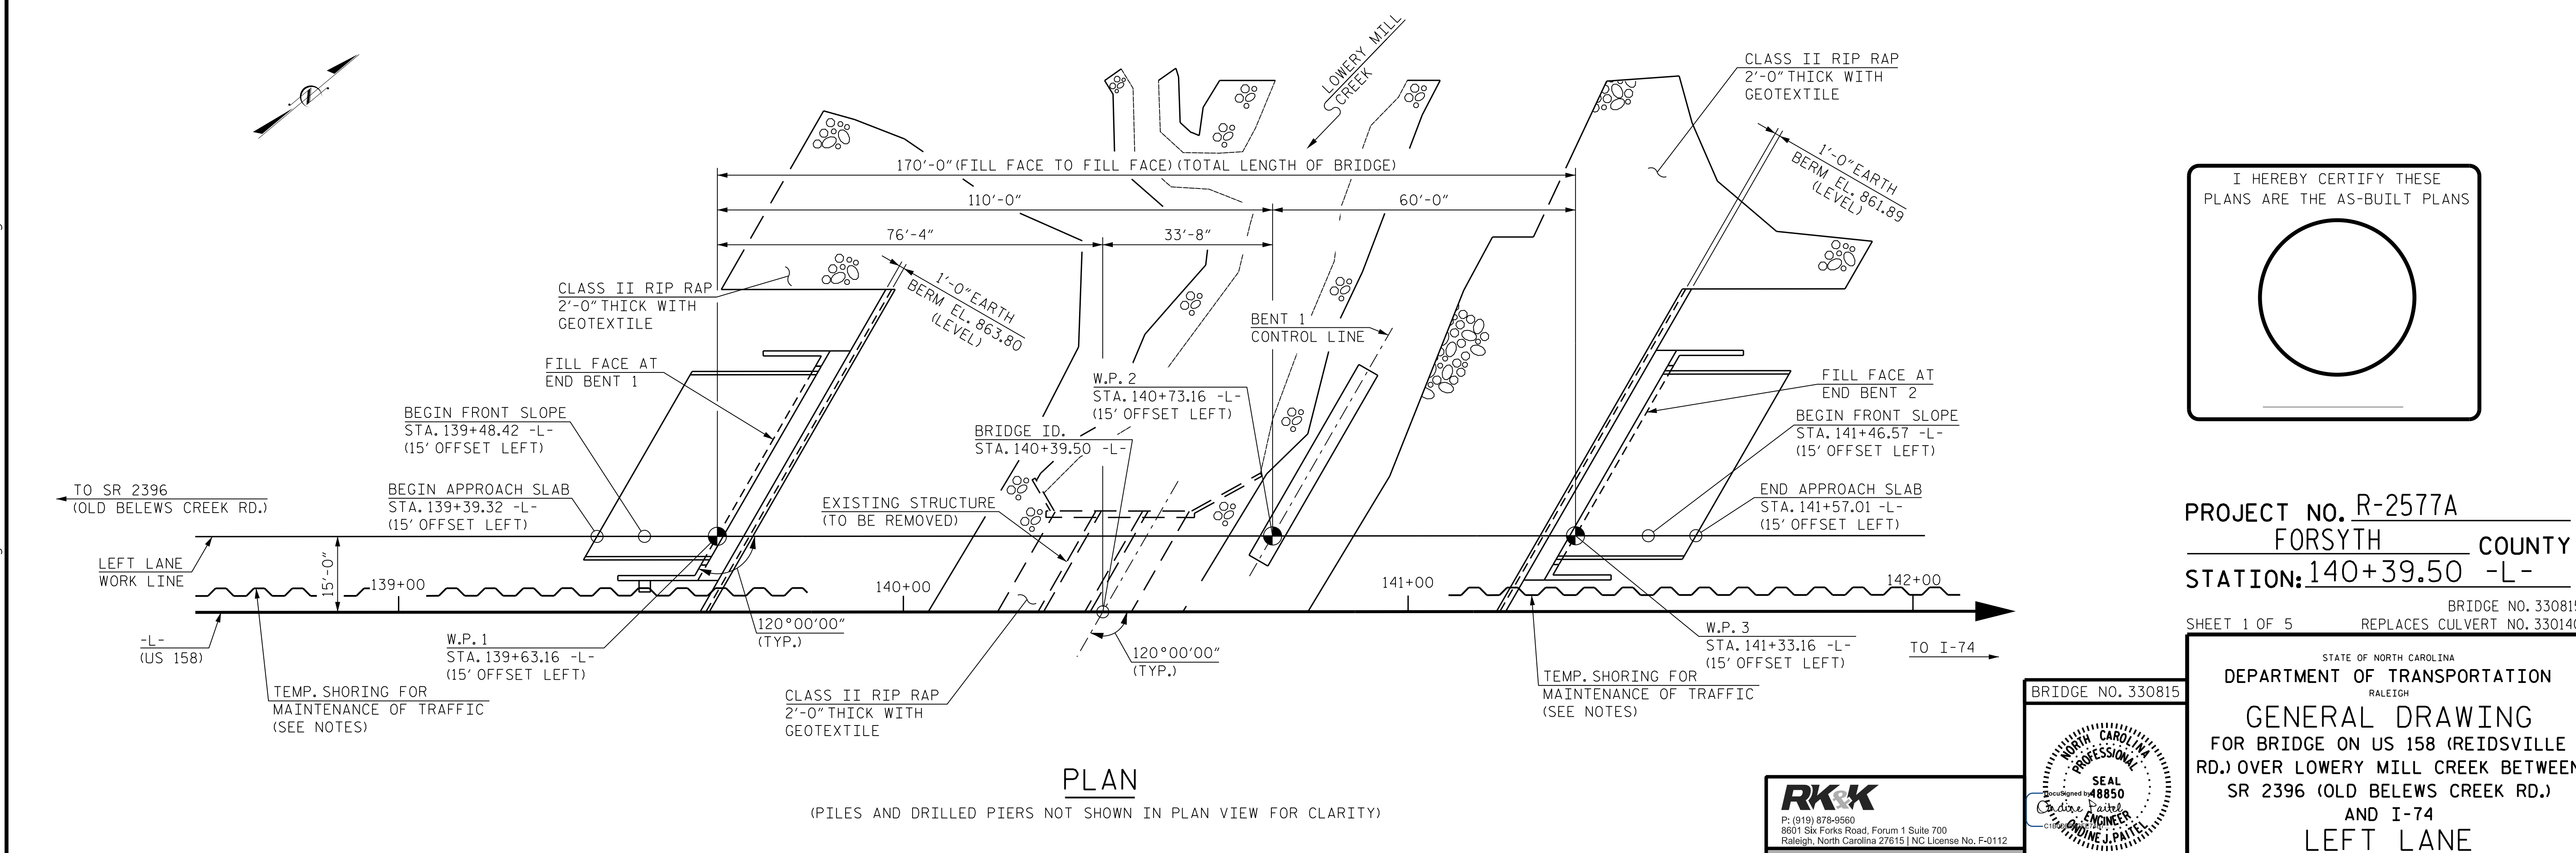 LOWERY MILL
CREEK
CLASS II RIP RAP
2'-0" THICK WITH
GEOTEXTILE
1'-0" EARTH
BERM EL. 861.89
(LEVEL)
170'-0" (FILL FACE TO FILL FACE) (TOTAL LENGTH OF BRIDGE)
110'-0"
60'-0"
76'-4"
33'-8"
CLASS II RIP RAP
2'-0" THICK WITH
GEOTEXTILE
1'-0" EARTH
BERM EL. 863.80
(LEVEL)
BENT 1
CONTROL LINE
FILL FACE AT
END BENT 1
W.P. 2
STA. 140+73.16 -L-
(15' OFFSET LEFT)
FILL FACE AT
END BENT 2
BEGIN FRONT SLOPE
STA. 139+48.42 -L-
(15' OFFSET LEFT)
BRIDGE ID.
STA. 140+39.50 -L-
BEGIN FRONT SLOPE
STA. 141+46.57 -L-
(15' OFFSET LEFT)
TO SR 2396
(OLD BELEWS CREEK RD.)
BEGIN APPROACH SLAB
STA. 139+39.32 -L-
(15' OFFSET LEFT)
EXISTING STRUCTURE
(TO BE REMOVED)
END APPROACH SLAB
STA. 141+57.01 -L-
(15' OFFSET LEFT)
LEFT LANE
WORK LINE
15'-0"
139+00
140+00
141+00
142+00
-L-
(US 158)
W.P. 1
STA. 139+63.16 -L-
(15' OFFSET LEFT)
120°00'00"
(TYP.)
120°00'00"
(TYP.)
W.P. 3
STA. 141+33.16 -L-
(15' OFFSET LEFT)
TO I-74
TEMP. SHORING FOR
MAINTENANCE OF TRAFFIC
(SEE NOTES)
CLASS II RIP RAP
2'-0" THICK WITH
GEOTEXTILE
TEMP. SHORING FOR
MAINTENANCE OF TRAFFIC
(SEE NOTES)
PLAN
(PILES AND DRILLED PIERS NOT SHOWN IN PLAN VIEW FOR CLARITY)
I HEREBY CERTIFY THESE
PLANS ARE THE AS-BUILT PLANS
PROJECT NO. R-2577A
FORSYTH COUNTY
STATION: 140+39.50 -L-
BRIDGE NO. 330815
SHEET 1 OF 5 REPLACES CULVERT NO. 330140
STATE OF NORTH CAROLINA
DEPARTMENT OF TRANSPORTATION
RALEIGH
GENERAL DRAWING
FOR BRIDGE ON US 158 (REIDSVILLE
RD.) OVER LOWERY MILL CREEK BETWEEN
SR 2396 (OLD BELEWS CREEK RD.)
AND I-74
LEFT LANE
BRIDGE NO. 330815
NORTH CAROLINA
PROFESSIONAL
SEAL
DocuSigned by
48850
Ondine Paitel
ENGINEER
ONDINE J. PAITEL
RK&K
P: (919) 878-9560
8601 Six Forks Road, Forum 1 Suite 700
Raleigh, North Carolina 27615 | NC License No. F-0112